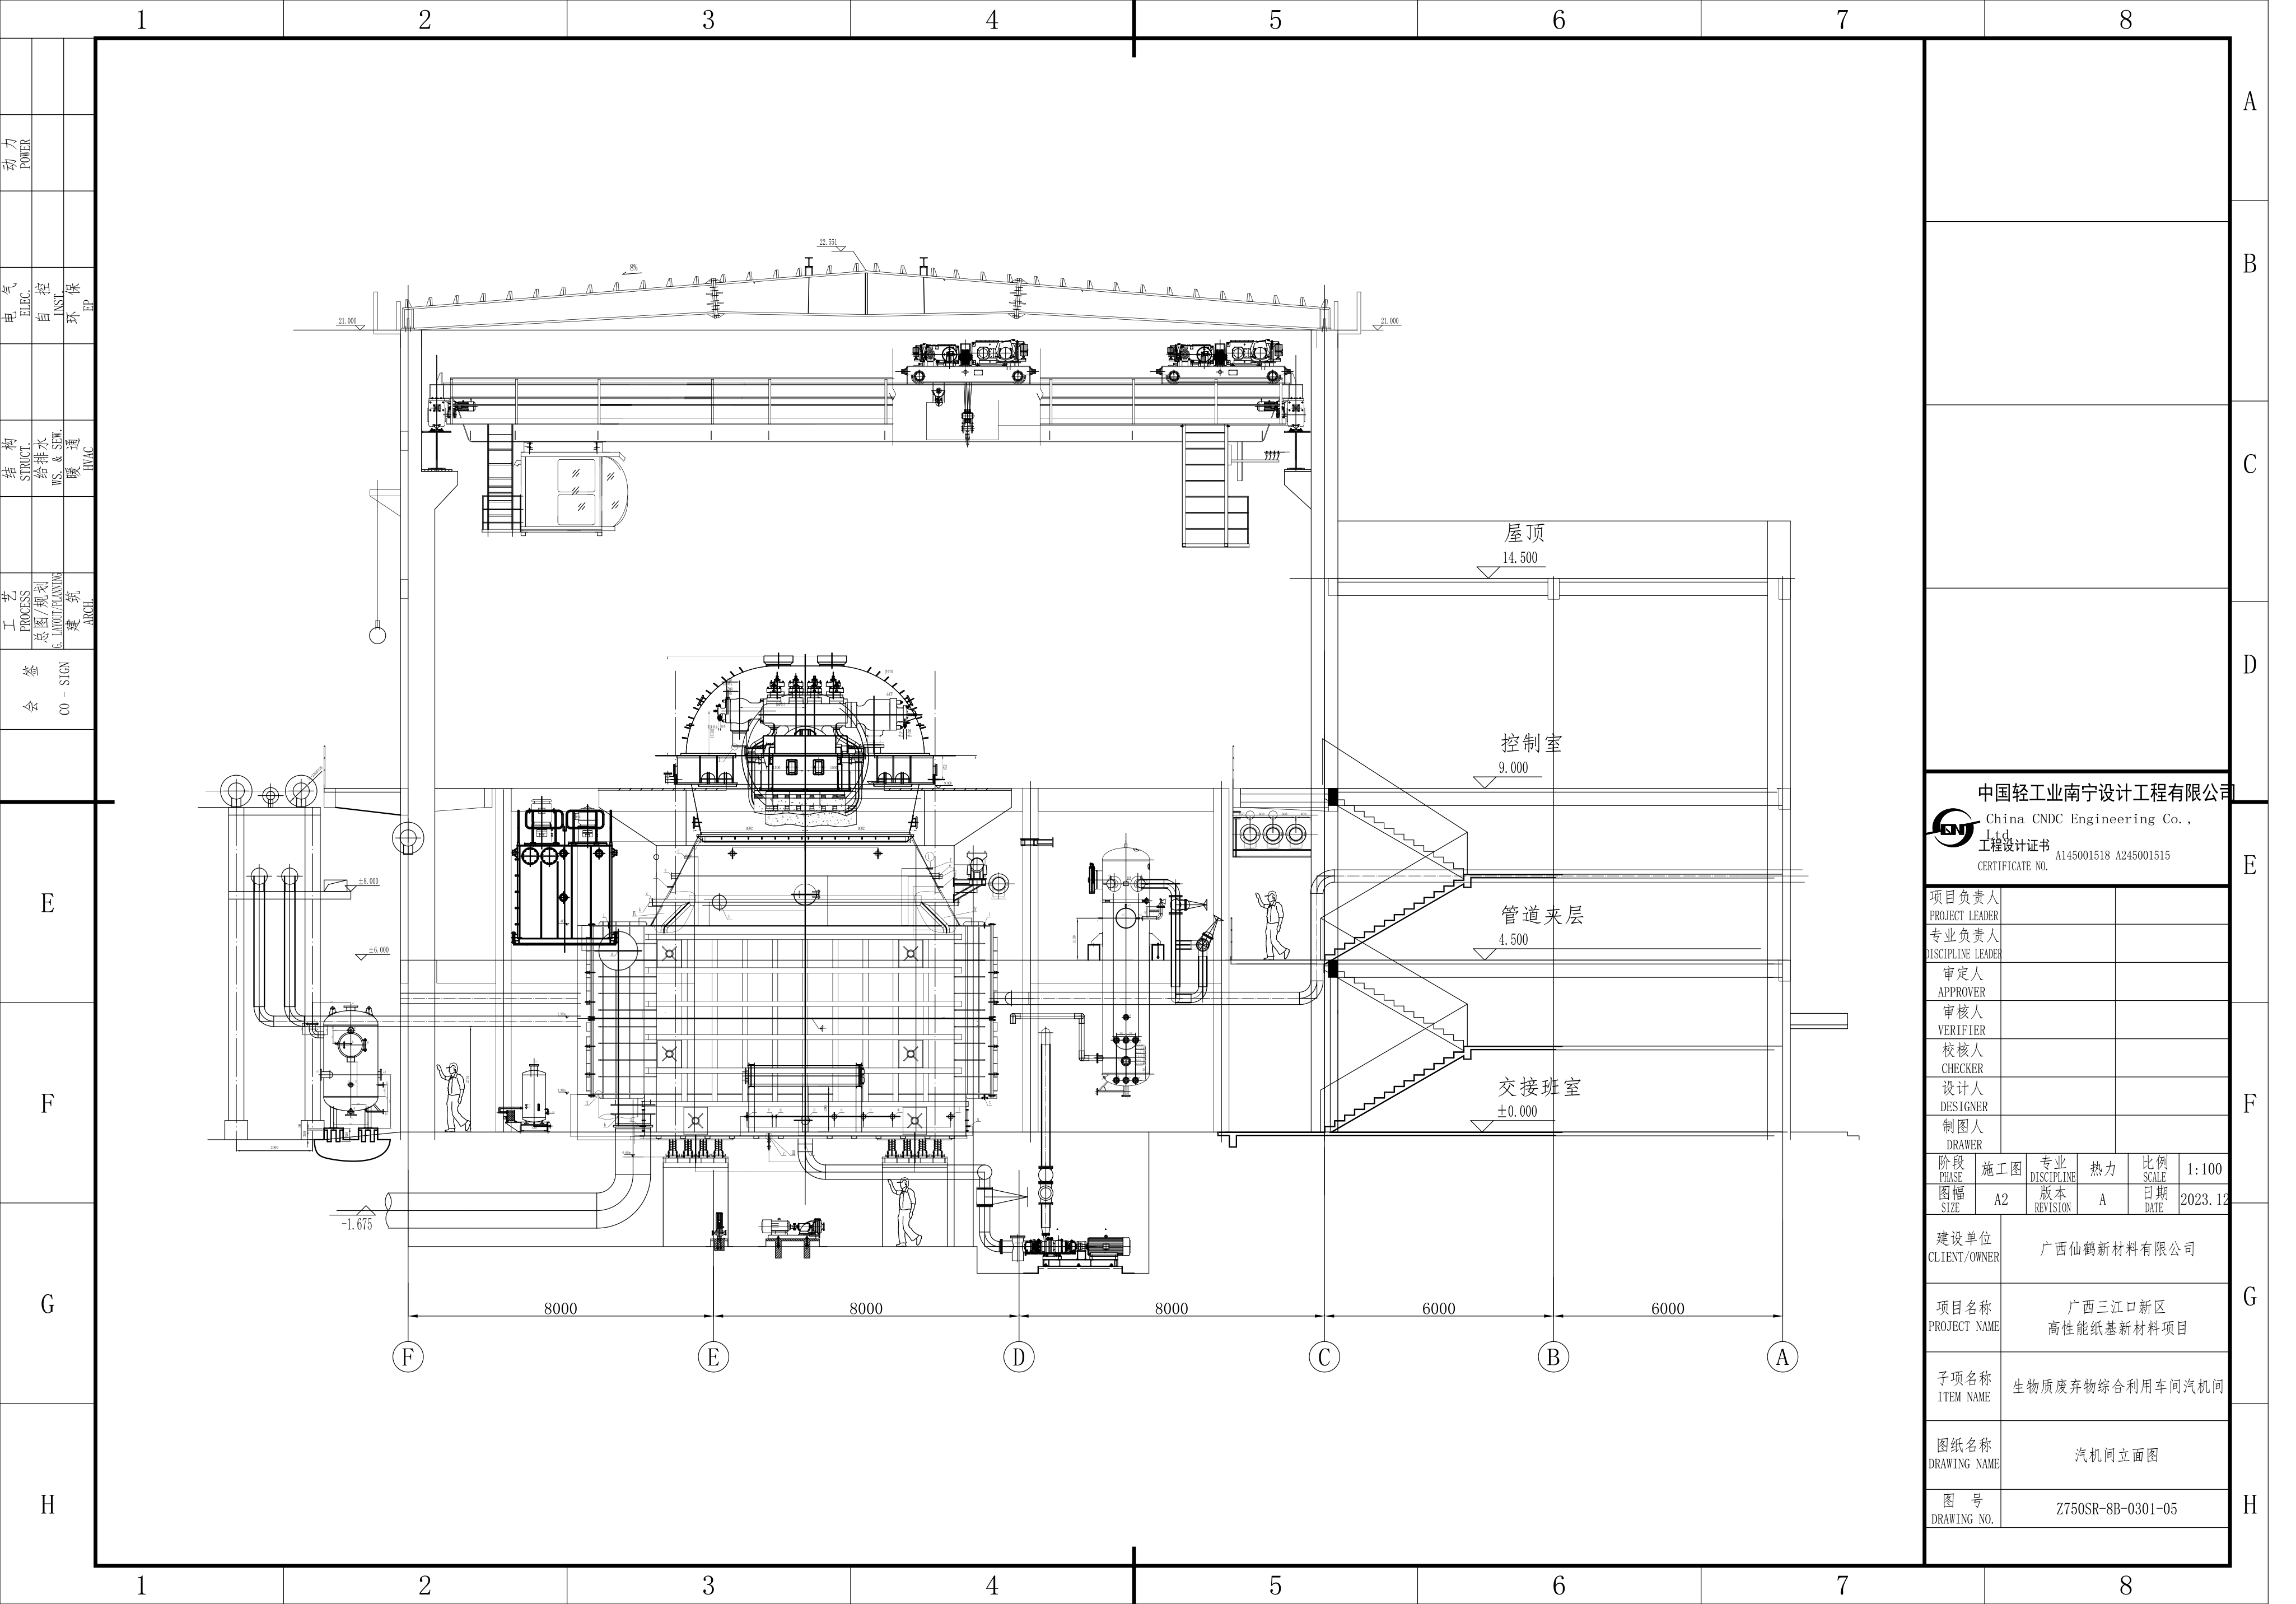 1 2 3 4 5 6 7 8
A
B
C
D
E
F
G
H
动 力
POWER
电 气
ELEC.
自 控
INST.
环 保
EP
结 构
STRUCT.
给排水
WS. & SEW.
暖 通
HVAC
工 艺
PROCESS
总图/规划
G. LAYOUT/PLANNING
建 筑
ARCH.
会 签
CO - SIGN
E
F
G
H
22.551
8%
21.000
21.000
屋顶
14.500
控制室
9.000
±8.000
管道夹层
4.500
±6.000
交接班室
±0.000
-1.675
8000
8000
8000
6000
6000
F
E
D
C
B
A
中国轻工业南宁设计工程有限公司
China CNDC Engineering Co.,
Ltd.
工程设计证书
CERTIFICATE NO.
A145001518 A245001515
项目负责人
PROJECT LEADER
专业负责人
DISCIPLINE LEADER
审定人
APPROVER
审核人
VERIFIER
校核人
CHECKER
设计人
DESIGNER
制图人
DRAWER
阶段
PHASE
施工图
专业
DISCIPLINE
热力
比例
SCALE
1:100
图幅
SIZE
A2
版本
REVISION
A
日期
DATE
2023.12
建设单位
CLIENT/OWNER
广西仙鹤新材料有限公司
项目名称
PROJECT NAME
广西三江口新区
高性能纸基新材料项目
子项名称
ITEM NAME
生物质废弃物综合利用车间汽机间
图纸名称
DRAWING NAME
汽机间立面图
图 号
DRAWING NO.
Z750SR-8B-0301-05
1 2 3 4 5 6 7 8